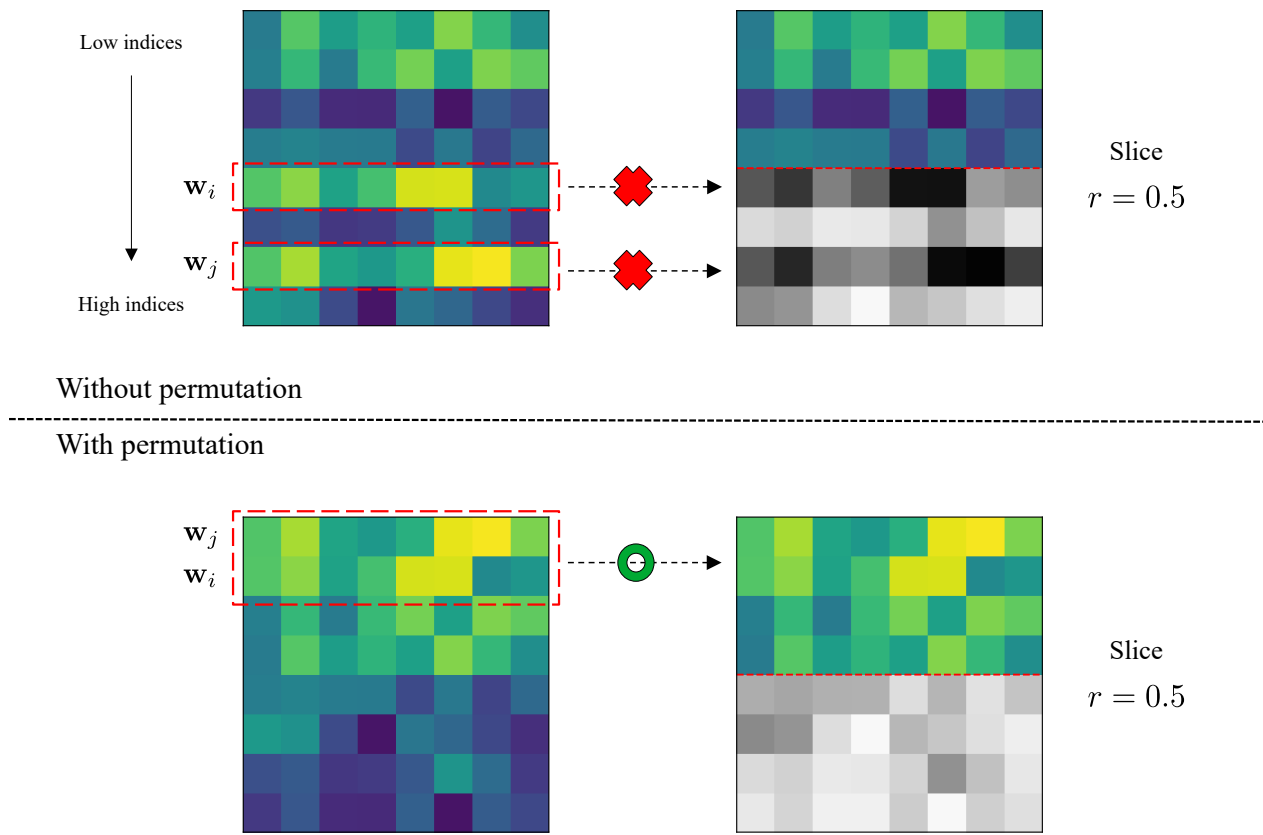 Low indices
w_i
w_j
High indices
Slice
r = 0.5
Without permutation
With permutation
w_j
w_i
Slice
r = 0.5